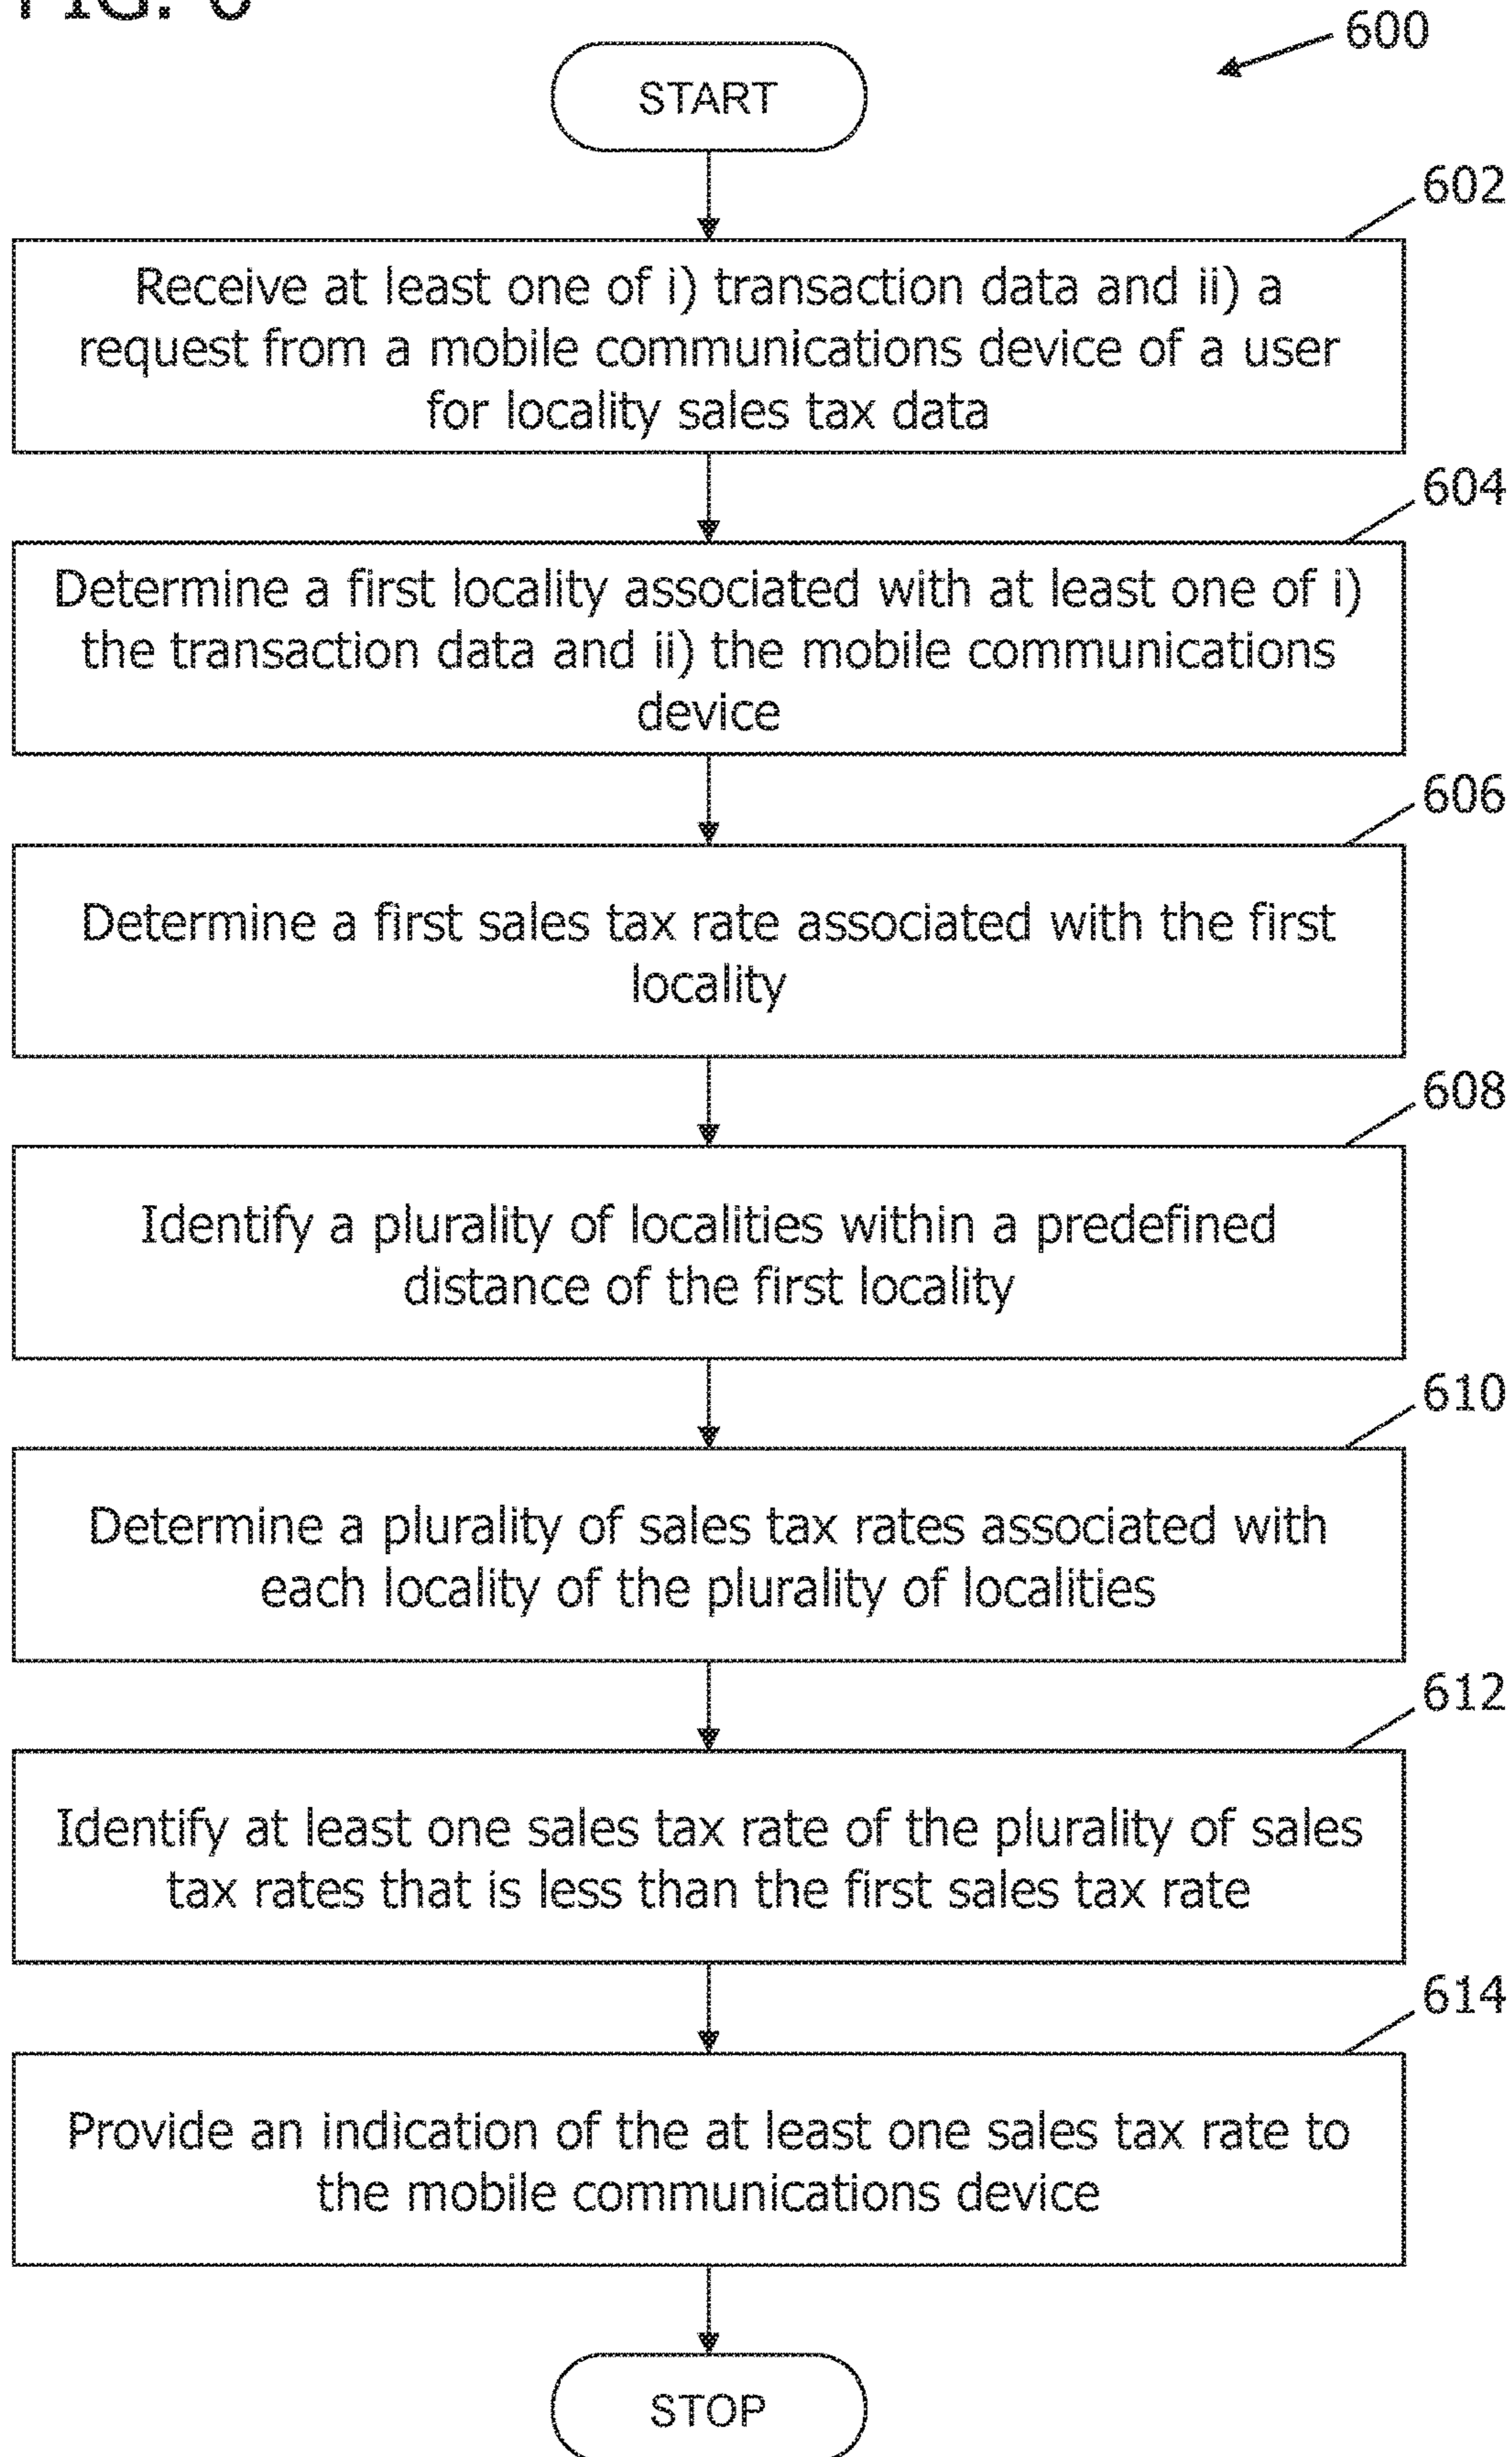 FIG. 6
600
START
602
Receive at least one of i) transaction data and ii) a
request from a mobile communications device of a user
for locality sales tax data
604
Determine a first locality associated with at least one of i)
the transaction data and ii) the mobile communications
device
606
Determine a first sales tax rate associated with the first
locality
608
Identify a plurality of localities within a predefined
distance of the first locality
610
Determine a plurality of sales tax rates associated with
each locality of the plurality of localities
612
Identify at least one sales tax rate of the plurality of sales
tax rates that is less than the first sales tax rate
614
Provide an indication of the at least one sales tax rate to
the mobile communications device
STOP